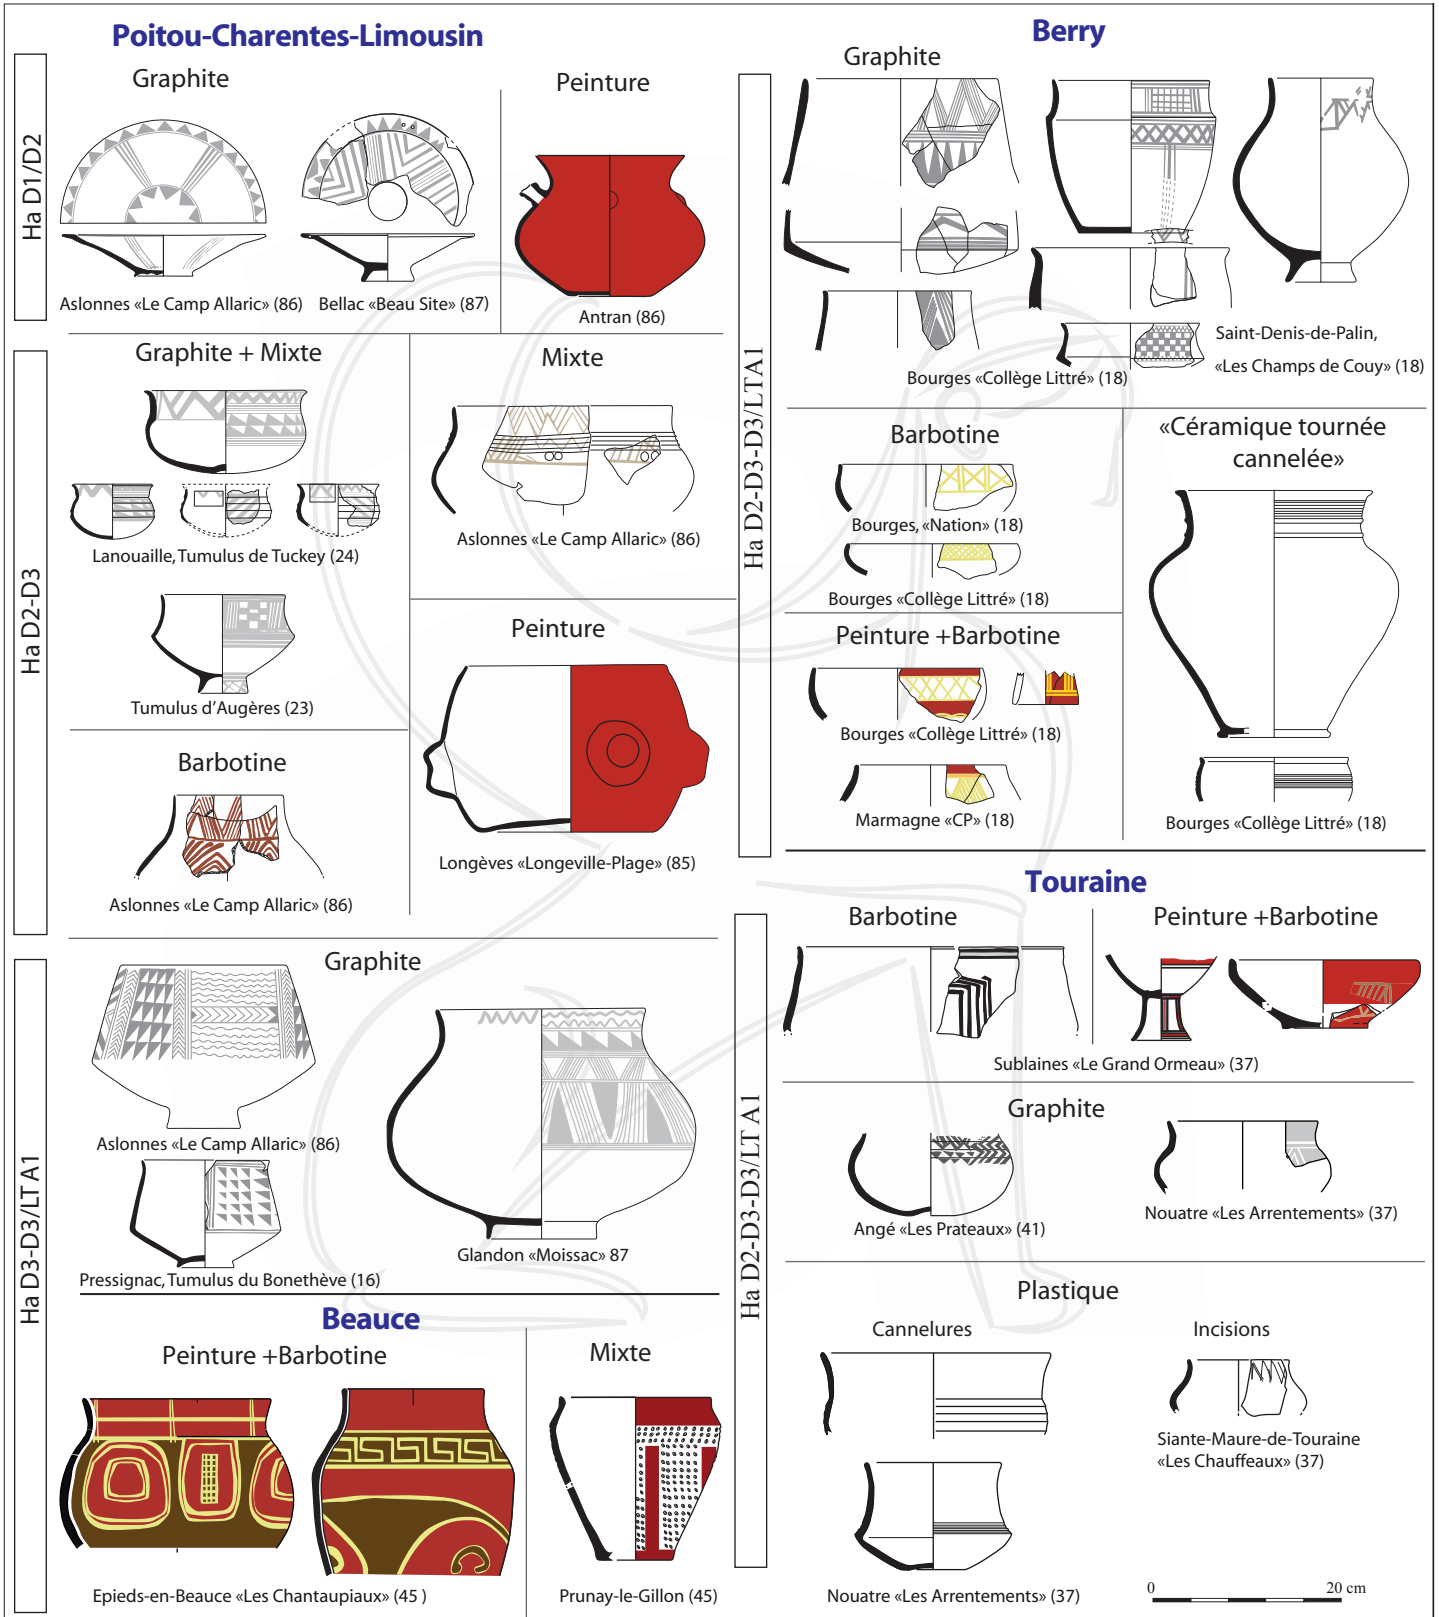 Poitou-Charentes-Limousin
Ha D1/D2
Graphite
Peinture
Aslonnes «Le Camp Allaric» (86)
Bellac «Beau Site» (87)
Antran (86)
Ha D2-D3
Graphite + Mixte
Mixte
Lanouaille, Tumulus de Tuckey (24)
Aslonnes «Le Camp Allaric» (86)
Tumulus d'Augères (23)
Peinture
Barbotine
Aslonnes «Le Camp Allaric» (86)
Longèves «Longeville-Plage» (85)
Ha D3-D3/LT A1
Graphite
Aslonnes «Le Camp Allaric» (86)
Pressignac, Tumulus du Bonethève (16)
Glandon «Moissac» 87
Beauce
Peinture +Barbotine
Mixte
Epieds-en-Beauce «Les Chantaupiaux» (45 )
Prunay-le-Gillon (45)
Berry
Ha D2-D3-D3/LTA1
Graphite
Bourges «Collège Littré» (18)
Saint-Denis-de-Palin,
«Les Champs de Couy» (18)
Barbotine
Bourges, «Nation» (18)
Bourges «Collège Littré» (18)
«Céramique tournée
cannelée»
Peinture +Barbotine
Bourges «Collège Littré» (18)
Marmagne «CP» (18)
Bourges «Collège Littré» (18)
Touraine
Ha D2-D3-D3/LT A1
Barbotine
Peinture +Barbotine
Sublaines «Le Grand Ormeau» (37)
Graphite
Angé «Les Prateaux» (41)
Nouatre «Les Arrentements» (37)
Plastique
Cannelures
Incisions
Siante-Maure-de-Touraine
«Les Chauffeaux» (37)
Nouatre «Les Arrentements» (37)
0 20 cm